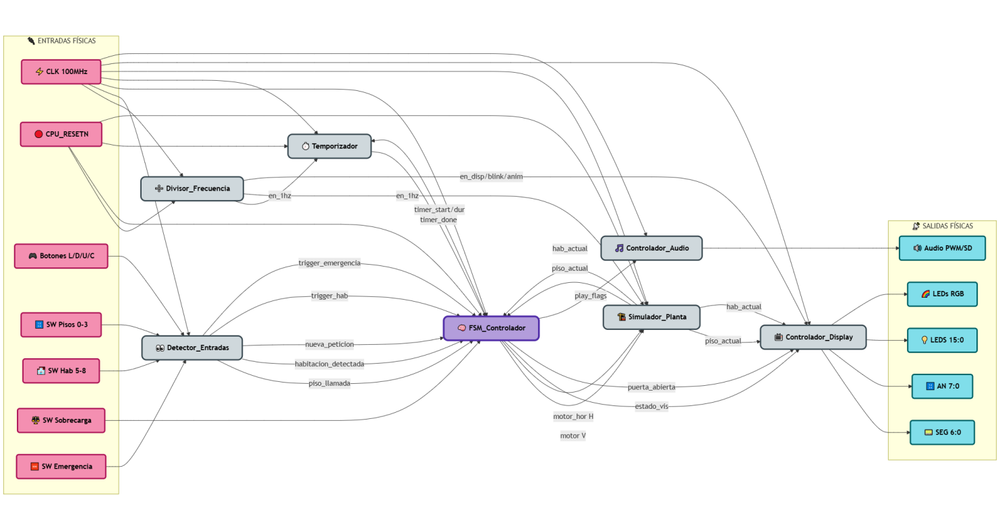 ENTRADAS FÍSICAS
CLK 100MHz
CPU_RESETN
Temporizador
Divisor_Frecuencia
en_disp/blink/anim
en_1hz
en_1hz
timer_start/dur
timer_done
SALIDAS FÍSICAS
Botones L/D/U/C
hab_actual
Controlador_Audio
Audio PWM/SD
trigger_emergencia
piso_actual
trigger_hab
play_flags
LEDs RGB
hab_actual
SW Pisos 0-3
FSM_Controlador
Simulador_Planta
Detector_Entradas
nueva_peticion
piso_actual
Controlador_Display
LEDS 15:0
SW Hab 5-8
habitacion_detectada
piso_llamada
puerta_abierta
AN 7:0
estado_vis
SW Sobrecarga
motor_hor H
motor V
SEG 6:0
SW Emergencia